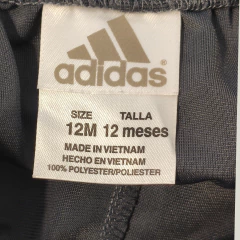 adidas
SIZE TALLA
12M 12 meses
MADE IN VIETNAM
HECHO EN VIETNAM
100% POLYESTER/POLIESTER